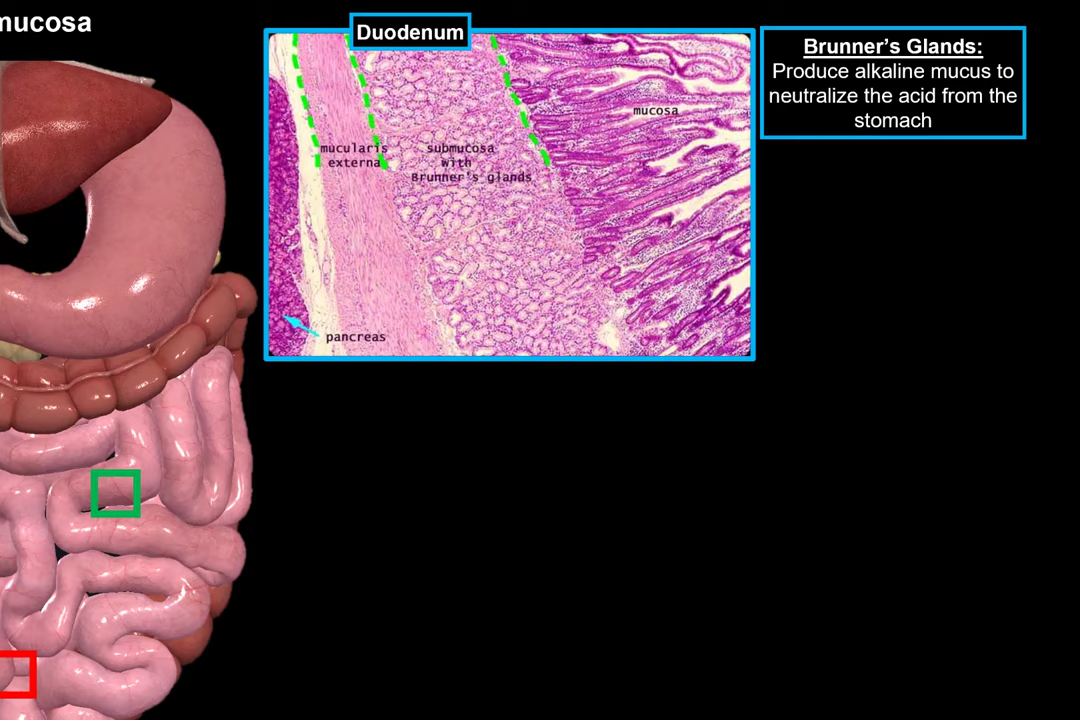 mucosa
Duodenum
mucosa
mucularis
externa
submucosa
with
Brunner's glands
pancreas
Brunner's Glands:
Produce alkaline mucus to
neutralize the acid from the
stomach